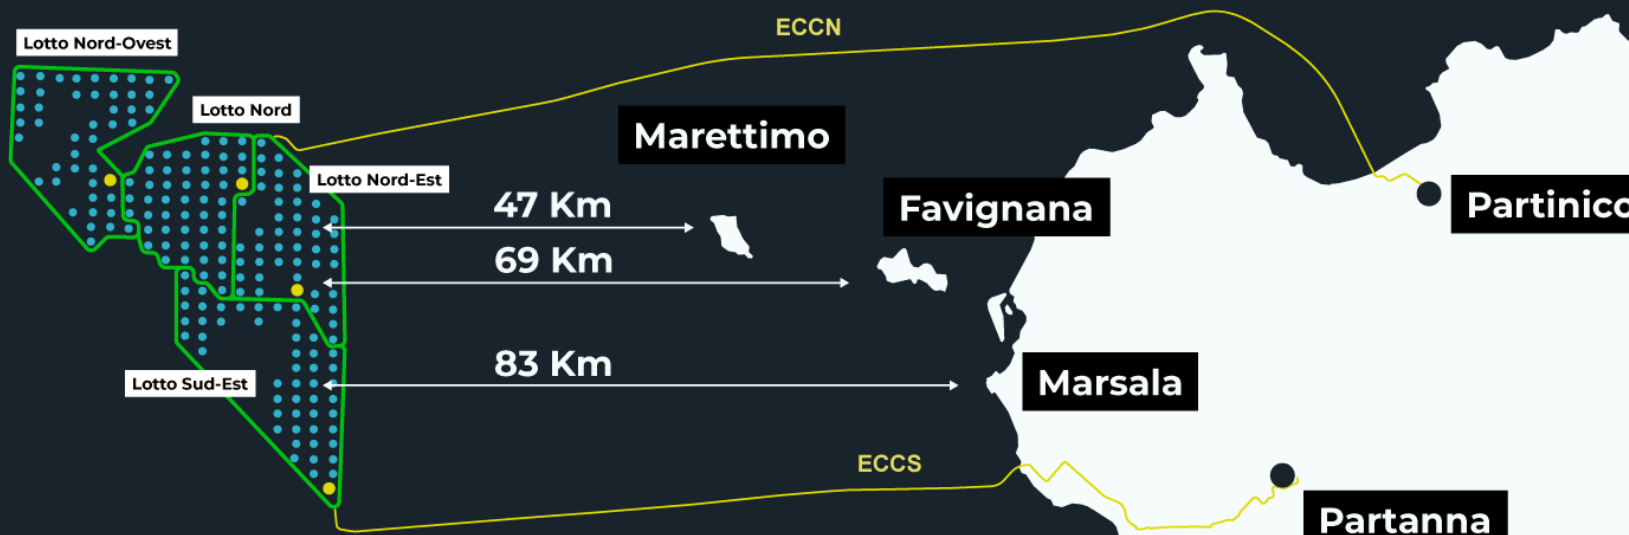 ECCN
Lotto Nord-Ovest
Lotto Nord
Marettimo
Lotto Nord-Est
Favignana
47 Km
Partinico
69 Km
83 Km
Lotto Sud-Est
Marsala
ECCS
Partanna